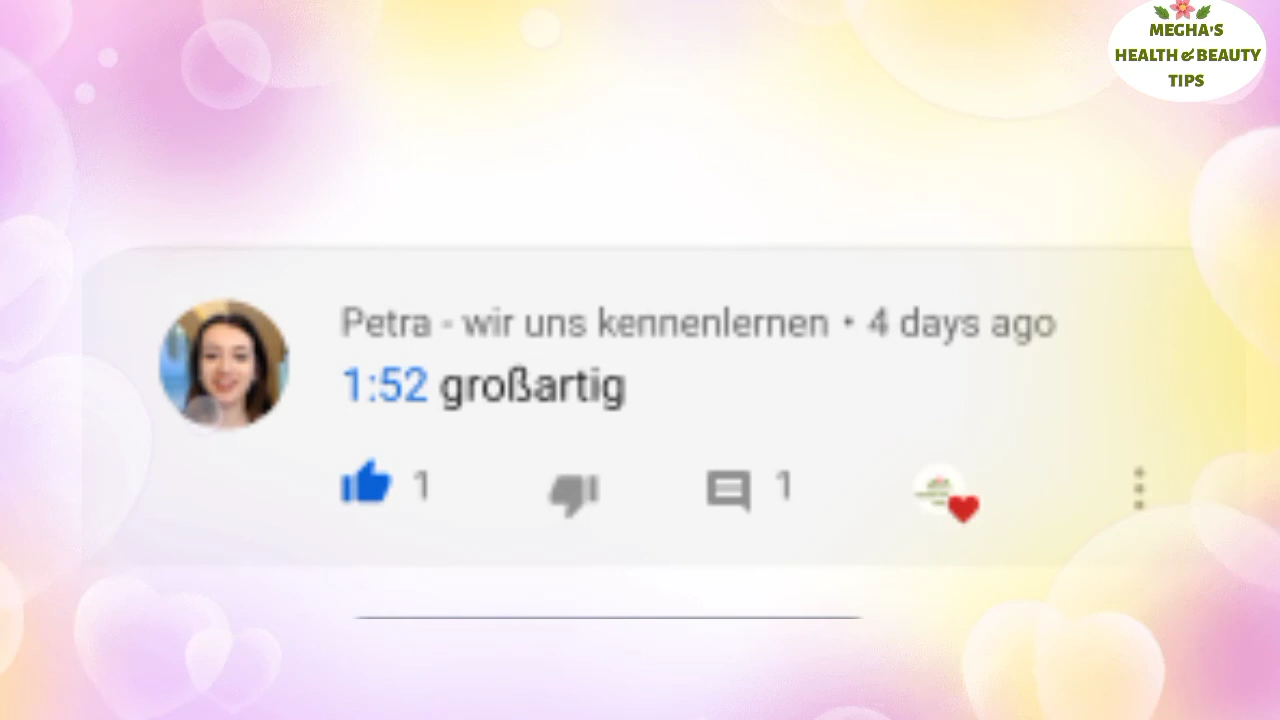 MEGHA'S
HEALTH & BEAUTY
TIPS
Petra - wir uns kennenlernen • 4 days ago
1:52 großartig
1 1